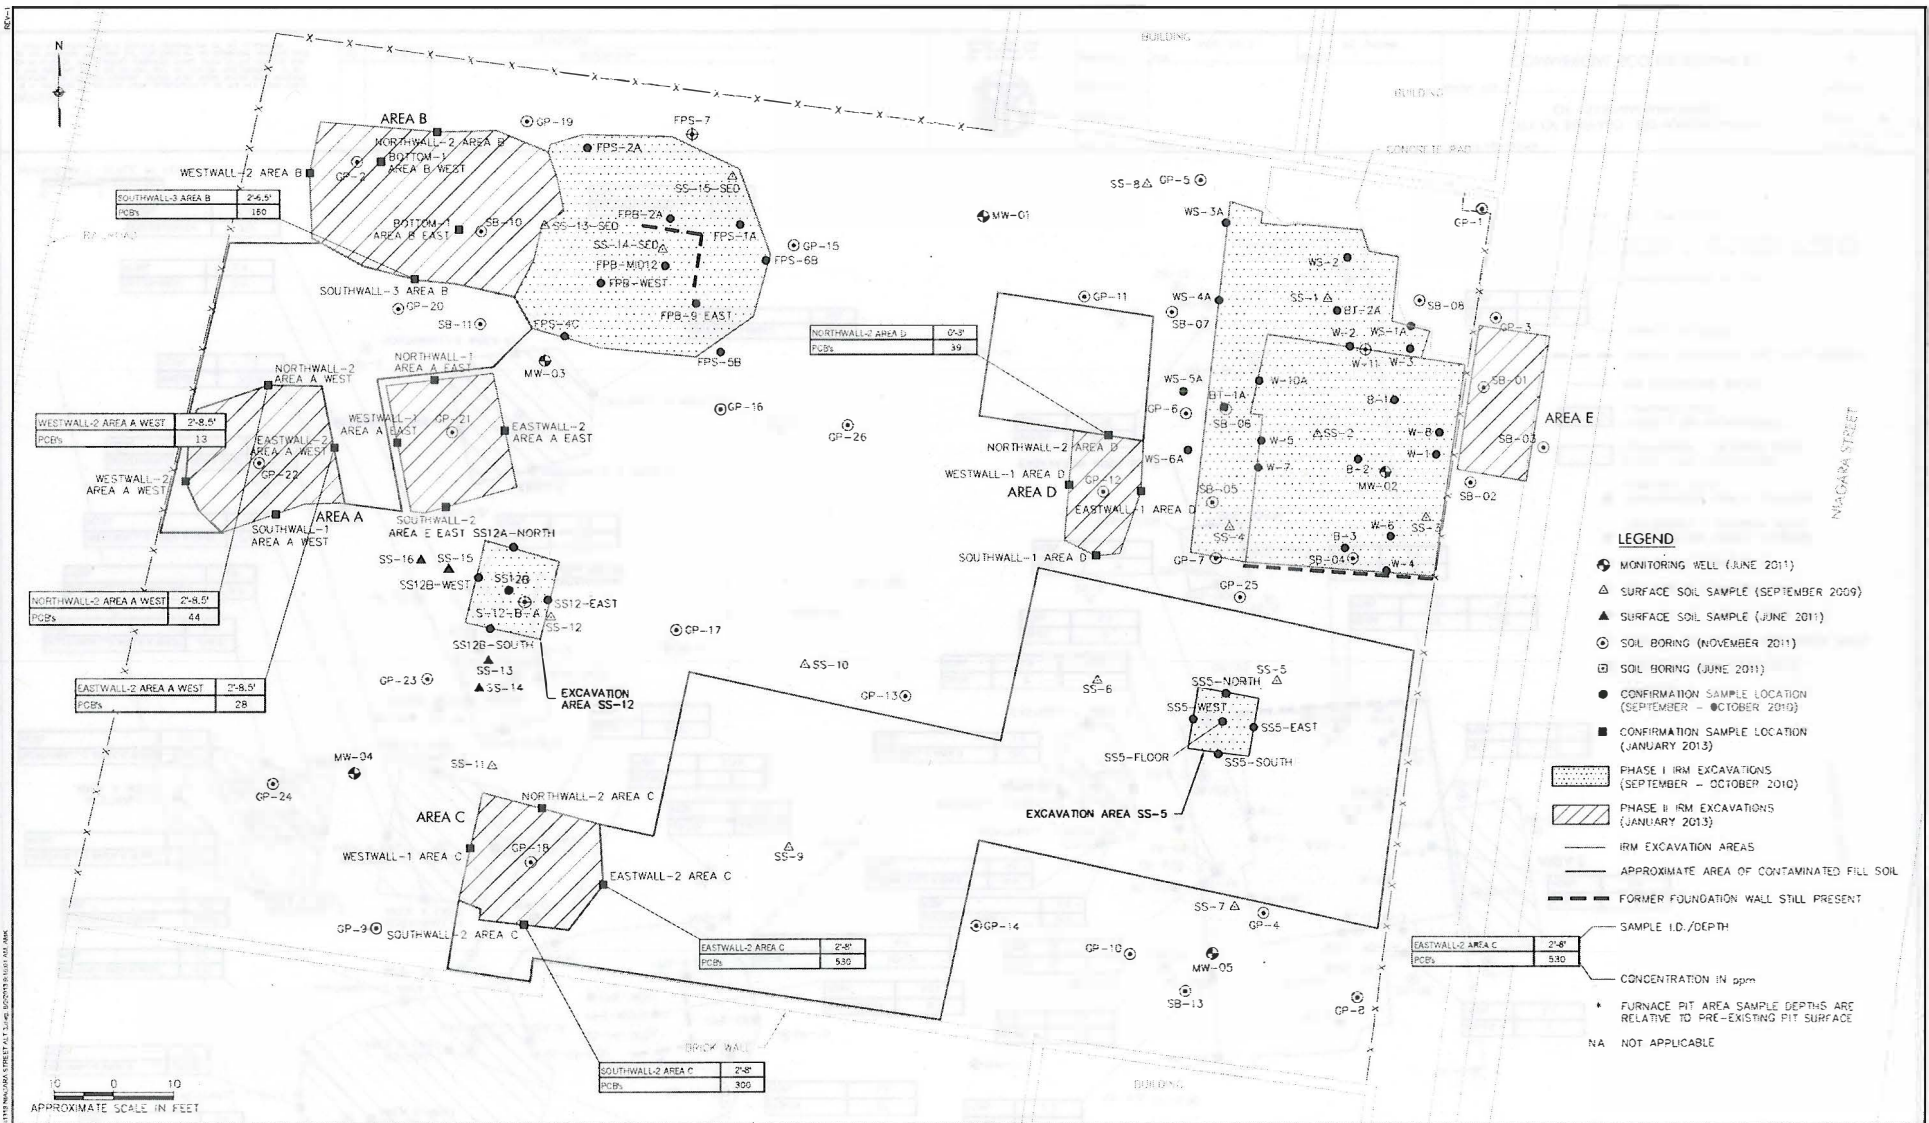 REV-1
N
BUILDING
BUILDING
CONCRETE PAD
AREA B
GP-19
FPS-7
NORTHWALL-2 AREA B
FPS-2A
BOTTOM-1
AREA B WEST
GP-2
WESTWALL-2 AREA B
SS-15-SED
SS-8
GP-5
SOUTHWALL-3 AREA B 2'-6.5'
PCB's 160
RAILROAD
BOTTOM-1
AREA B EAST
SB-10
SS-13-SED
FPB-2A
FPS-1A
MW-01
WS-3A
GP-1
SS-14-SED
GP-15
FPS-6B
FPB-MID12
FPB-WEST
WS-2
SOUTHWALL-3 AREA B
GP-20
FPB-9 EAST
GP-11
WS-4A
SS-1
SB-08
SB-11
FPS-4C
SB-07
BT-2A
GP-3
NORTHWALL-2 AREA D 0'-3'
PCB's 39
W-2
WS-1A
NORTHWALL-1
AREA A EAST
MW-03
FPS-5B
W-11
W-3
NORTHWALL-2
AREA A WEST
W-10A
SB-01
WS-5A
BT-1A
B-1
GP-16
GP-6
SB-06
AREA E
WESTWALL-2 AREA A WEST 2'-8.5'
PCB's 13
WESTWALL-1
AREA A EAST
GP-21
EASTWALL-2
AREA A EAST
GP-26
SS-2
W-8
SB-03
EASTWALL-2
AREA A WEST
NORTHWALL-2 AREA D
WS-6A
W-5
W-1
NIAGARA STREET
WESTWALL-2
AREA A WEST
GP-22
WESTWALL-1 AREA D
W-7
B-2
MW-02
SB-02
AREA D
GP-12
SB-05
AREA A
EASTWALL-1 AREA D
SOUTHWALL-1
AREA A WEST
SOUTHWALL-2
AREA E EAST
SS12A-NORTH
SS-4
W-6
SS-3
SS-16
SS-15
SOUTHWALL-1 AREA D
GP-7
B-3
SB-04
W-4
SS12B-WEST
SS12B
GP-25
SS12-EAST
SS-12
NORTHWALL-2 AREA A WEST 2'-8.5'
PCB's 44
SS12B-SOUTH
GP-17
SS-13
SS-10
GP-23
SS-14
EXCAVATION
AREA SS-12
GP-13
SS-6
SS-5
SS5-NORTH
EASTWALL-2 AREA A WEST 2'-8.5'
PCB's 28
SS5-WEST
SS5-EAST
SS5-FLOOR
SS5-SOUTH
MW-04
SS-11
GP-24
NORTHWALL-2 AREA C
AREA C
EXCAVATION AREA SS-5
WESTWALL-1 AREA C
GP-18
SS-9
EASTWALL-2 AREA C
GP-9
SOUTHWALL-2 AREA C
SS-7
GP-4
GP-14
EASTWALL-2 AREA C 2'-8'
PCB's 530
GP-10
MW-05
SB-13
GP-8
BRICK WALL
SOUTHWALL-2 AREA C 2'-8'
PCB's 300
BUILDING
10 0 10
APPROXIMATE SCALE IN FEET
LEGEND
MONITORING WELL (JUNE 2011)
SURFACE SOIL SAMPLE (SEPTEMBER 2009)
SURFACE SOIL SAMPLE (JUNE 2011)
SOIL BORING (NOVEMBER 2011)
SOIL BORING (JUNE 2011)
CONFIRMATION SAMPLE LOCATION
(SEPTEMBER - OCTOBER 2010)
CONFIRMATION SAMPLE LOCATION
(JANUARY 2013)
PHASE I IRM EXCAVATIONS
(SEPTEMBER - OCTOBER 2010)
PHASE II IRM EXCAVATIONS
(JANUARY 2013)
IRM EXCAVATION AREAS
APPROXIMATE AREA OF CONTAMINATED FILL SOIL
FORMER FOUNDATION WALL STILL PRESENT
SAMPLE I.D./DEPTH
EASTWALL-2 AREA C 2'-8'
PCB's 530
CONCENTRATION IN ppm
* FURNACE PIT AREA SAMPLE DEPTHS ARE
RELATIVE TO PRE-EXISTING PIT SURFACE
NA NOT APPLICABLE